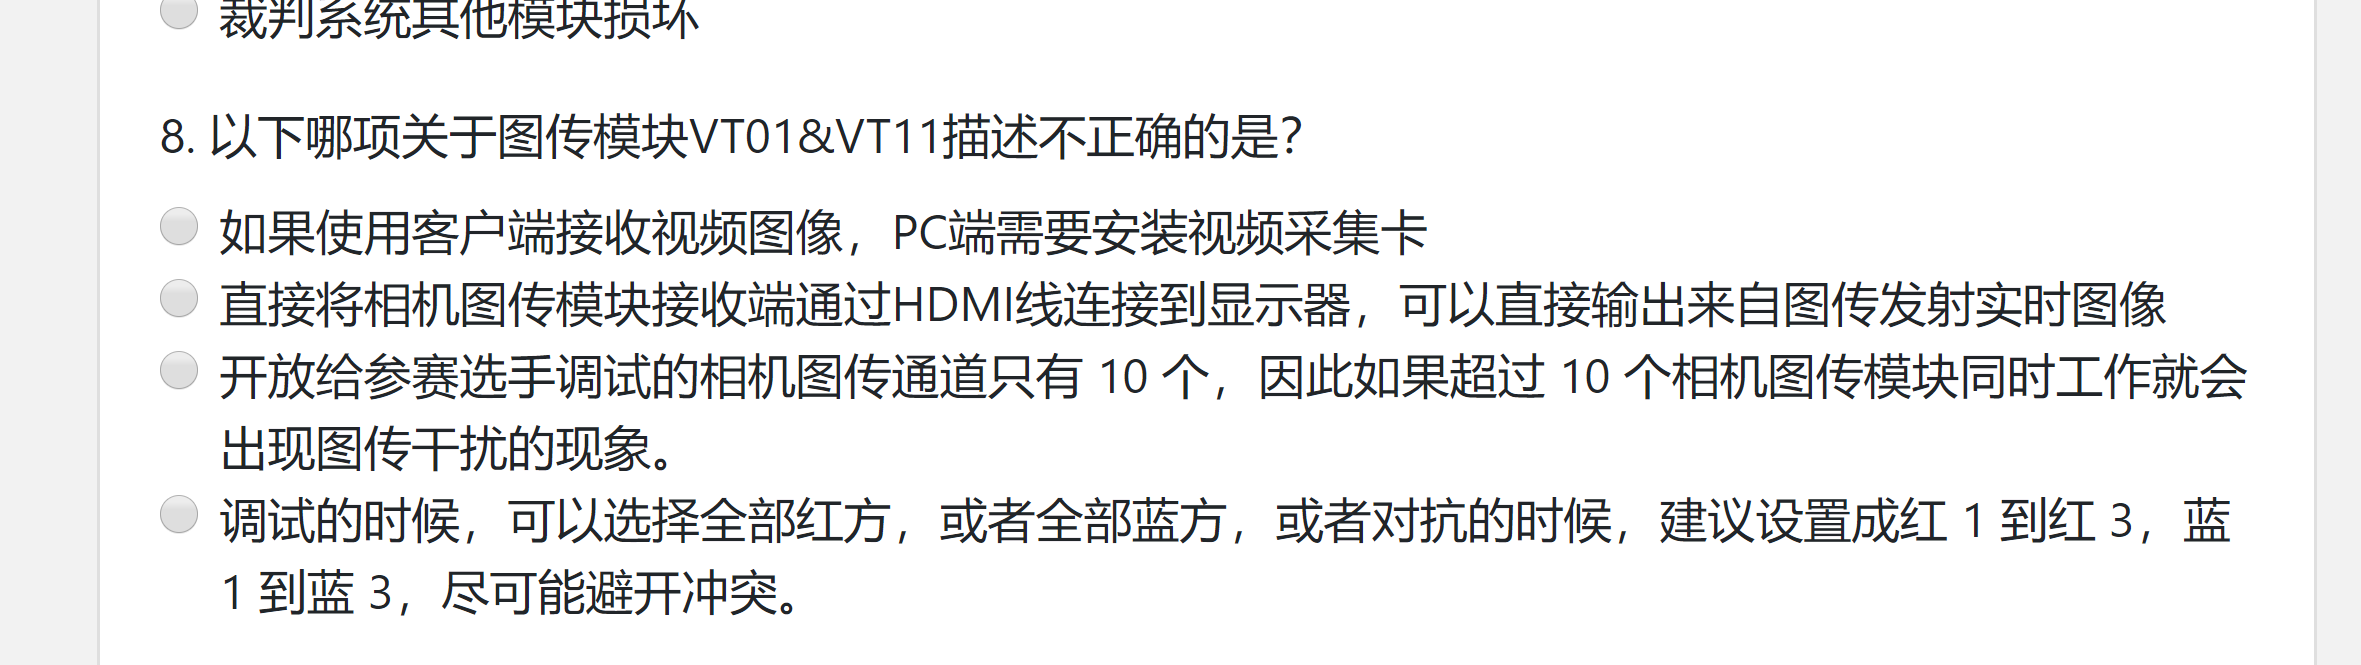 裁判系统其他模块损坏
8. 以下哪项关于图传模块VT01&VT11描述不正确的是？
如果使用客户端接收视频图像，PC端需要安装视频采集卡
直接将相机图传模块接收端通过HDMI线连接到显示器，可以直接输出来自图传发射实时图像
开放给参赛选手调试的相机图传通道只有 10 个，因此如果超过 10 个相机图传模块同时工作就会
出现图传干扰的现象。
调试的时候，可以选择全部红方，或者全部蓝方，或者对抗的时候，建议设置成红 1 到红 3，蓝
1 到蓝 3，尽可能避开冲突。